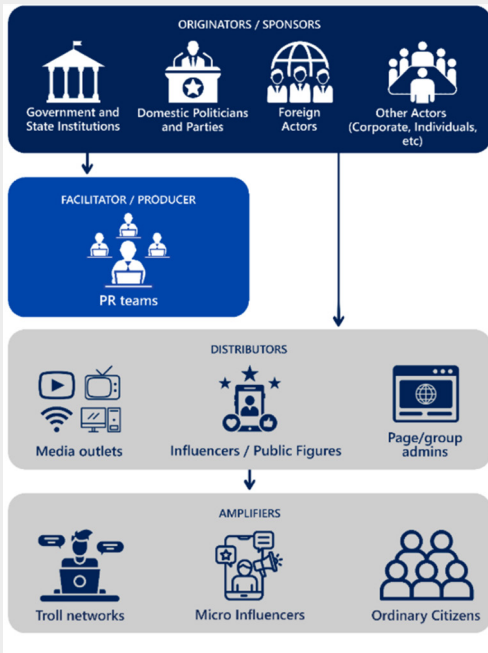 ORIGINATORS / SPONSORS
Government and
State Institutions
Domestic Politicians
and Parties
Foreign
Actors
Other Actors
(Corporate, Individuals,
etc)
FACILITATOR / PRODUCER
PR teams
DISTRIBUTORS
Media outlets
Influencers / Public Figures
Page/group
admins
AMPLIFIERS
Troll networks
Micro Influencers
Ordinary Citizens